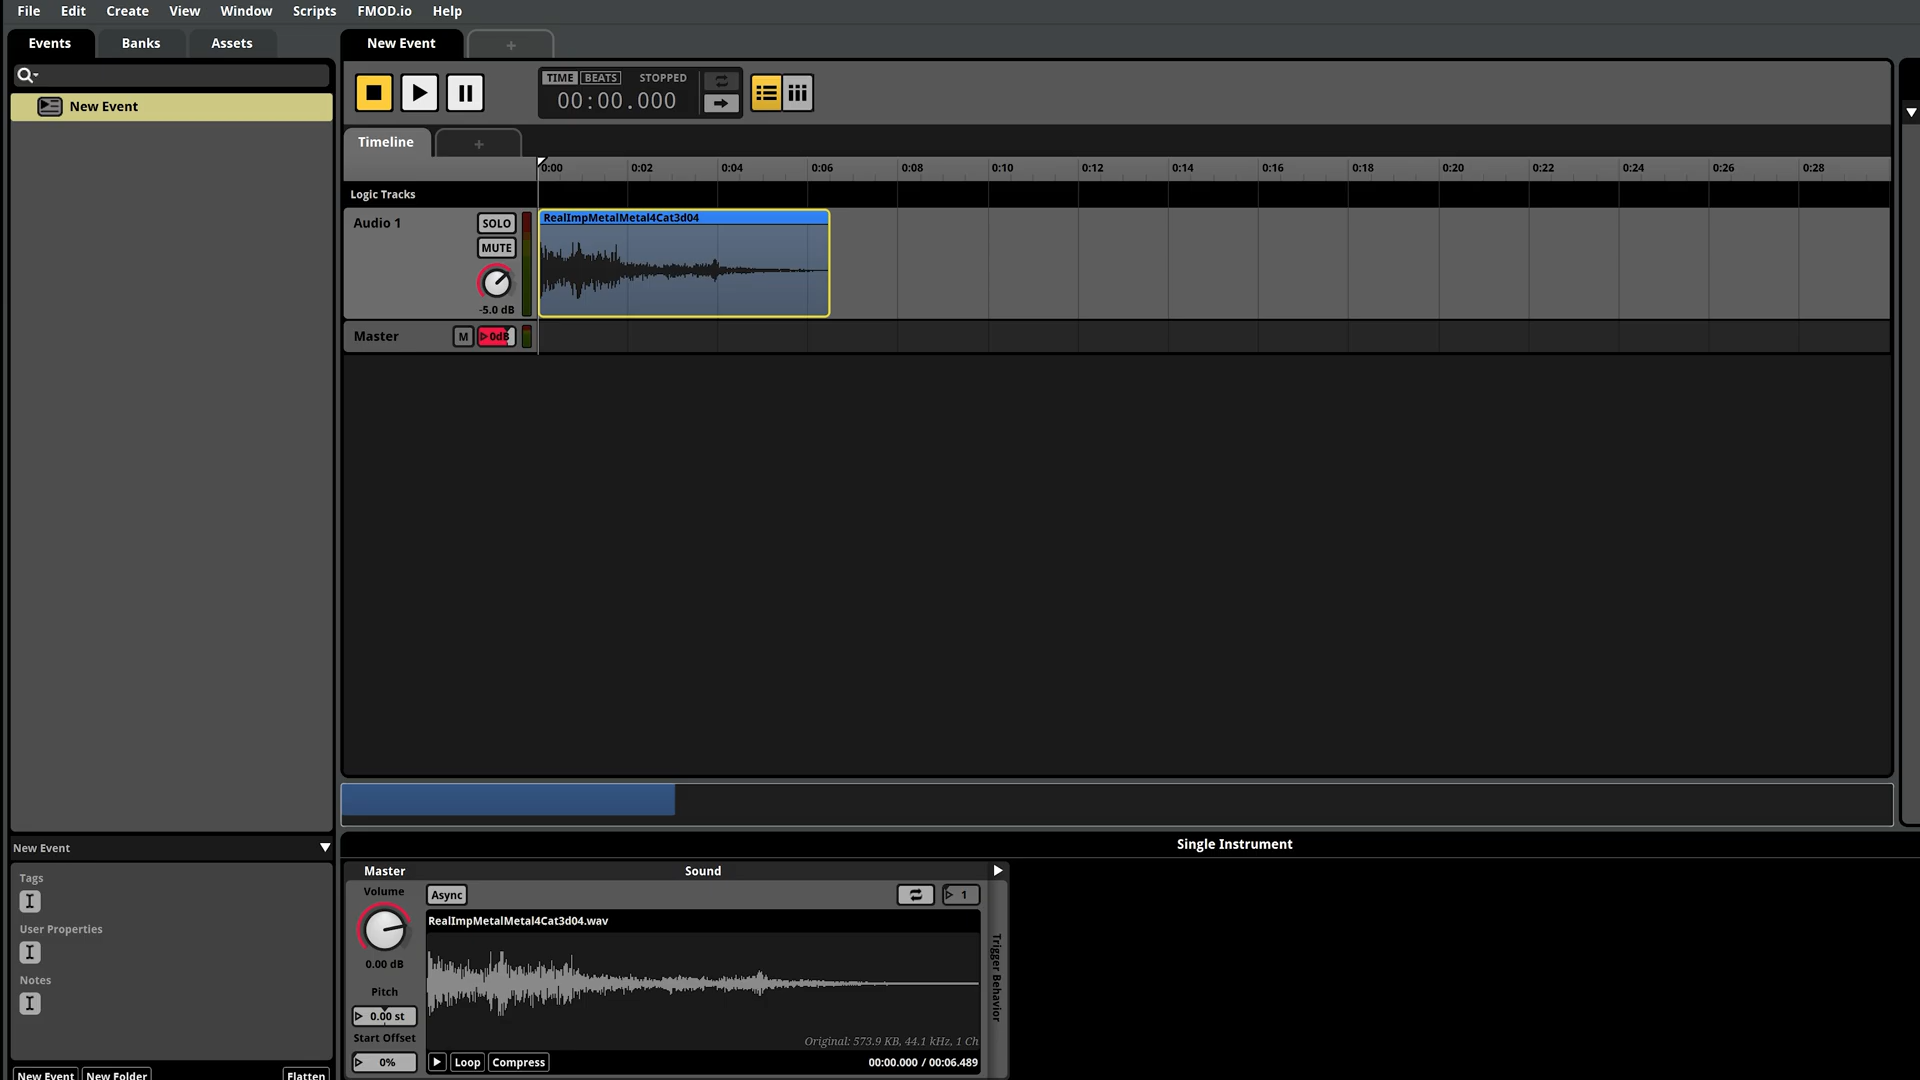 File Edit Create View Window Scripts FMOD.io Help
Events Banks Assets
New Event
New Event
TIME BEATS STOPPED
00:00.000
Timeline
0:00 0:02 0:04 0:06 0:08 0:10 0:12 0:14 0:16 0:18 0:20 0:22 0:24 0:26 0:28
Logic Tracks
Audio 1
SOLO
MUTE
-5.0 dB
RealImpMetalMetal4Cat3d04
Master M 0dB
New Event
Tags
User Properties
Notes
New Event New Folder Flatten
Single Instrument
Master
Volume
0.00 dB
Pitch
0.00 st
Start Offset
0%
Sound
Async
1
RealImpMetalMetal4Cat3d04.wav
Original: 573.9 KB, 44.1 kHz, 1 Ch
Loop Compress 00:00.000 / 00:06.489
Trigger Behavior